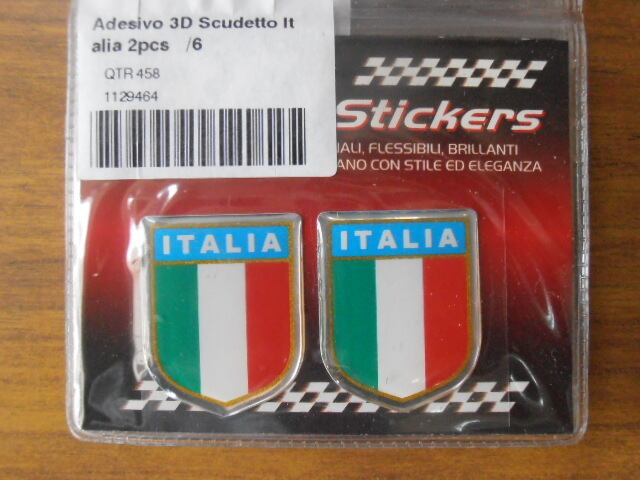 Adesivo 3D Scudetto It
alia 2pcs /6
QTR 458
1129464
Stickers
IALI, FLESSIBILI, BRILLANTI
ANO CON STILE ED ELEGANZA
ITALIA
ITALIA